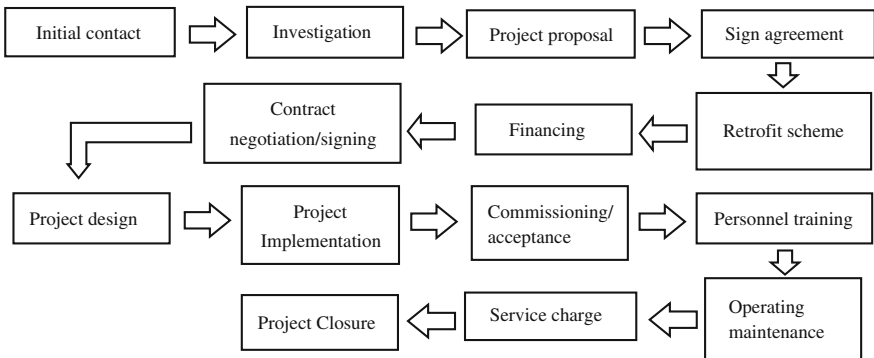 Initial contact
Investigation
Project proposal
Sign agreement
Retrofit scheme
Financing
Contract
negotiation/signing
Project design
Project
Implementation
Commissioning/
acceptance
Personnel training
Operating
maintenance
Service charge
Project Closure